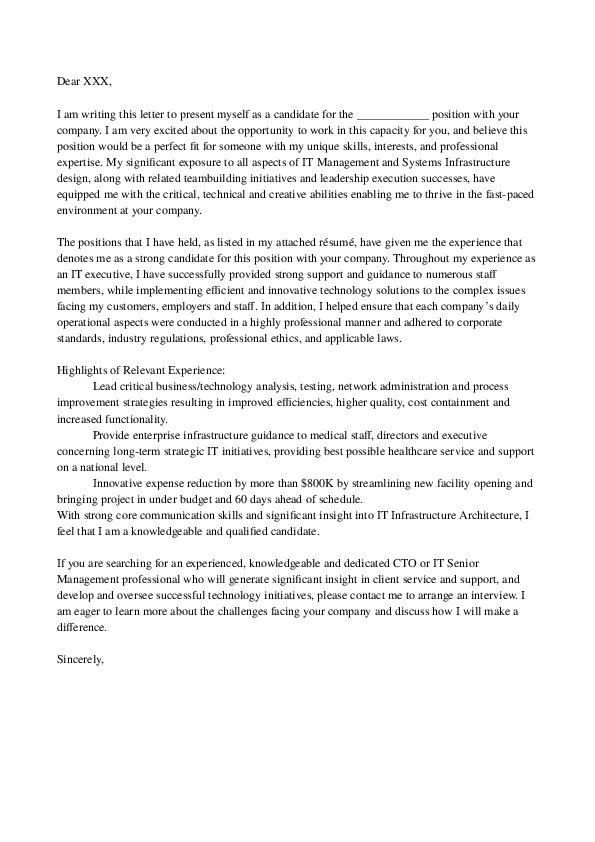 Dear XXX,
I am writing this letter to present myself as a candidate for the ____________ position with your
company. I am very excited about the opportunity to work in this capacity for you, and believe this
position would be a perfect fit for someone with my unique skills, interests, and professional
expertise. My significant exposure to all aspects of IT Management and Systems Infrastructure
design, along with related teambuilding initiatives and leadership execution successes, have
equipped me with the critical, technical and creative abilities enabling me to thrive in the fast-paced
environment at your company.
The positions that I have held, as listed in my attached résumé, have given me the experience that
denotes me as a strong candidate for this position with your company. Throughout my experience as
an IT executive, I have successfully provided strong support and guidance to numerous staff
members, while implementing efficient and innovative technology solutions to the complex issues
facing my customers, employers and staff. In addition, I helped ensure that each company’s daily
operational aspects were conducted in a highly professional manner and adhered to corporate
standards, industry regulations, professional ethics, and applicable laws.
Highlights of Relevant Experience:
Lead critical business/technology analysis, testing, network administration and process
improvement strategies resulting in improved efficiencies, higher quality, cost containment and
increased functionality.
Provide enterprise infrastructure guidance to medical staff, directors and executive
concerning long-term strategic IT initiatives, providing best possible healthcare service and support
on a national level.
Innovative expense reduction by more than $800K by streamlining new facility opening and
bringing project in under budget and 60 days ahead of schedule.
With strong core communication skills and significant insight into IT Infrastructure Architecture, I
feel that I am a knowledgeable and qualified candidate.
If you are searching for an experienced, knowledgeable and dedicated CTO or IT Senior
Management professional who will generate significant insight in client service and support, and
develop and oversee successful technology initiatives, please contact me to arrange an interview. I
am eager to learn more about the challenges facing your company and discuss how I will make a
difference.
Sincerely,